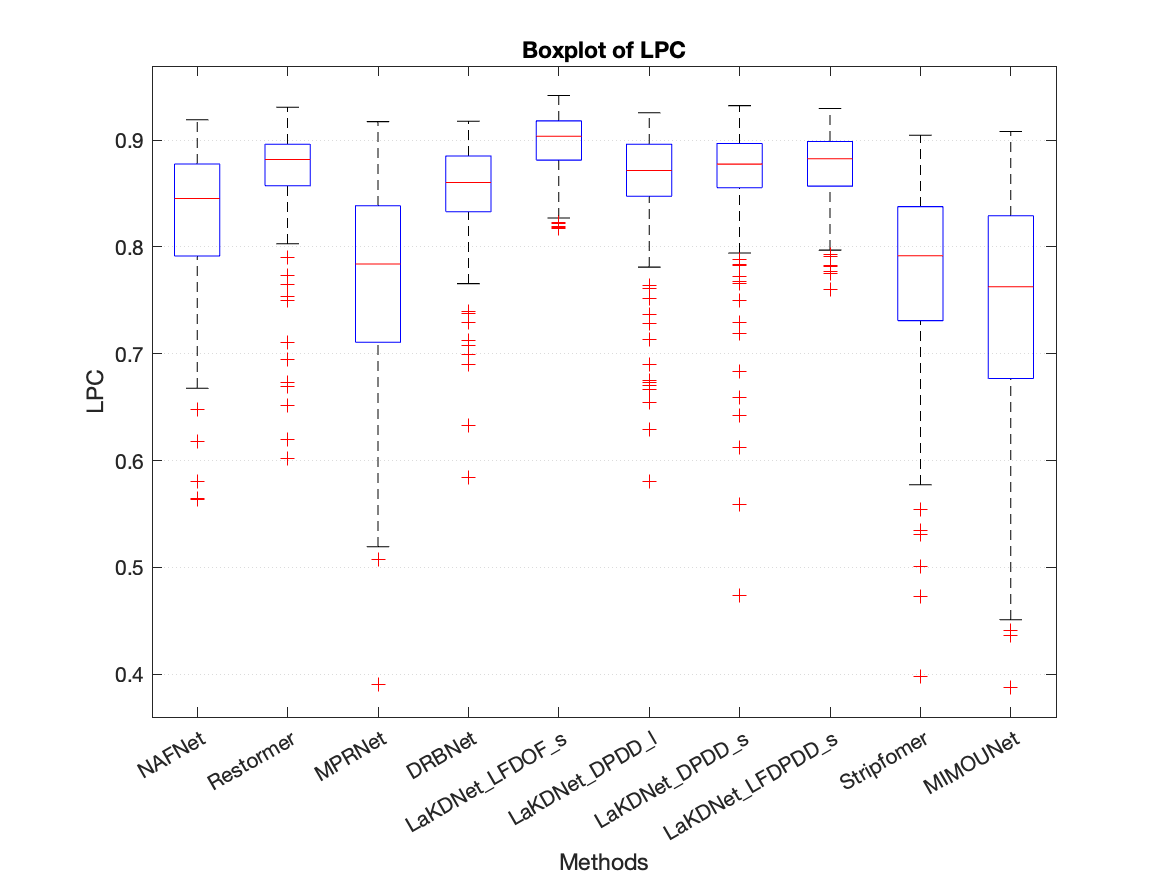 Boxplot of LPC
LPC
0.9
0.8
0.7
0.6
0.5
0.4
NAFNet
Restormer
MPRNet
DRBNet
LaKDNet_LFDOF_s
LaKDNet_DPDD_l
LaKDNet_DPDD_s
LaKDNet_LFDPDD_s
Stripfomer
MIMOUNet
Methods